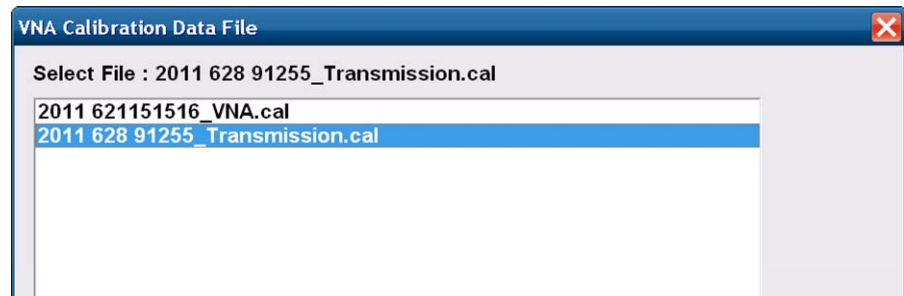 VNA Calibration Data File
Select File : 2011 628 91255_Transmission.cal
2011 621151516_VNA.cal
2011 628 91255_Transmission.cal